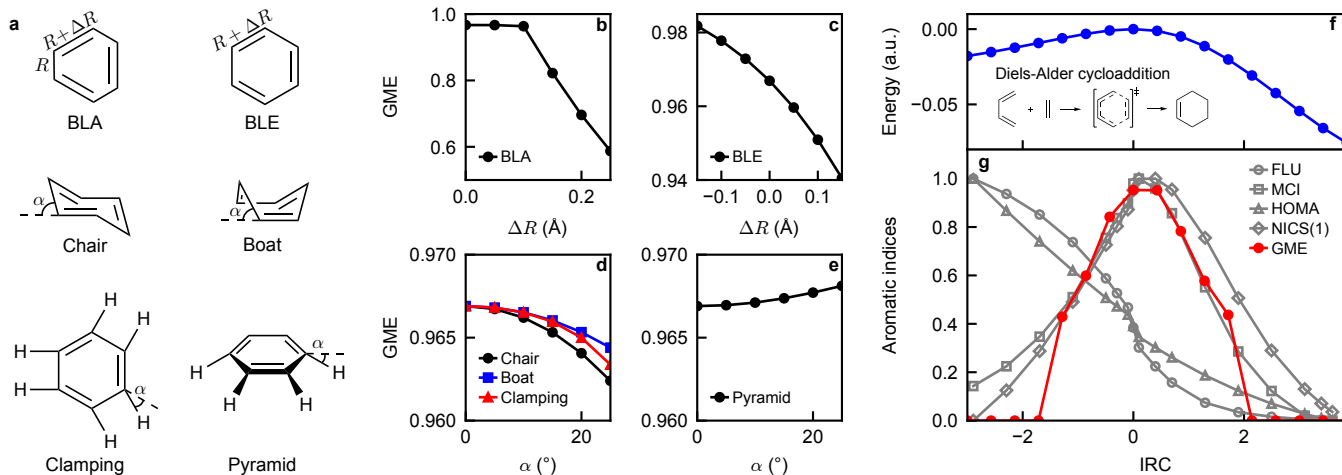 a
R + ΔR
R
BLA
R + ΔR
BLE
α
Chair
α
Boat
H
H
H
H
H
H
α
Clamping
α
H
H
H
H
Pyramid
b
GME
1.0
0.8
0.6
BLA
0.0
0.2
ΔR (Å)
c
0.98
0.96
0.94
BLE
−0.1
0.0
0.1
ΔR (Å)
d
GME
0.970
0.965
0.960
Chair
Boat
Clamping
0
10
20
α (°)
e
0.970
0.965
0.960
Pyramid
0
10
20
α (°)
f
Energy (a.u.)
0.00
−0.05
Diels-Alder cycloaddition
+
‡
g
Aromatic indices
1.0
0.8
0.6
0.4
0.2
0.0
FLU
MCI
HOMA
NICS(1)
GME
−2
0
2
IRC